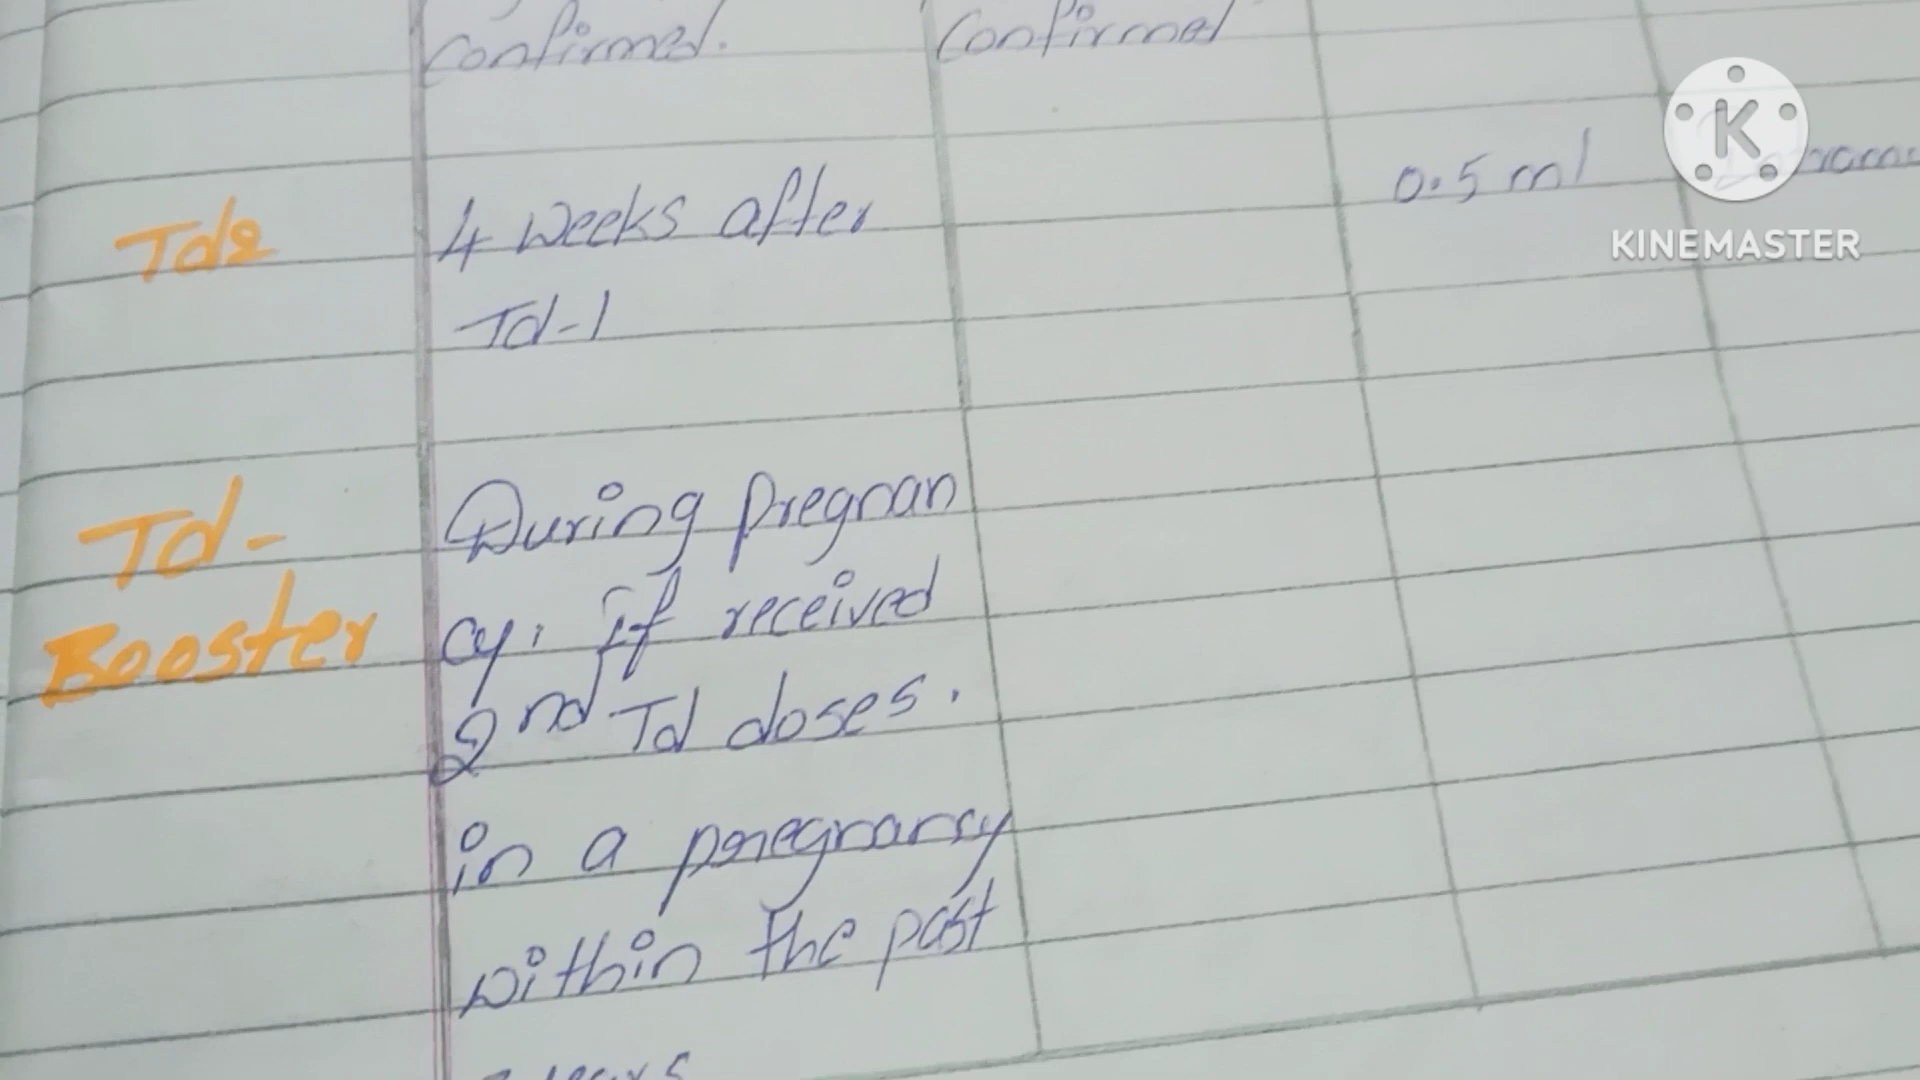 confirmed.
confirmed
Td2
4 weeks after
0.5 ml
KINEMASTER
Td-1
Td-
Booster
During pregnan
cy, if received
2nd Td doses.
in a pregnancy
within the past
years